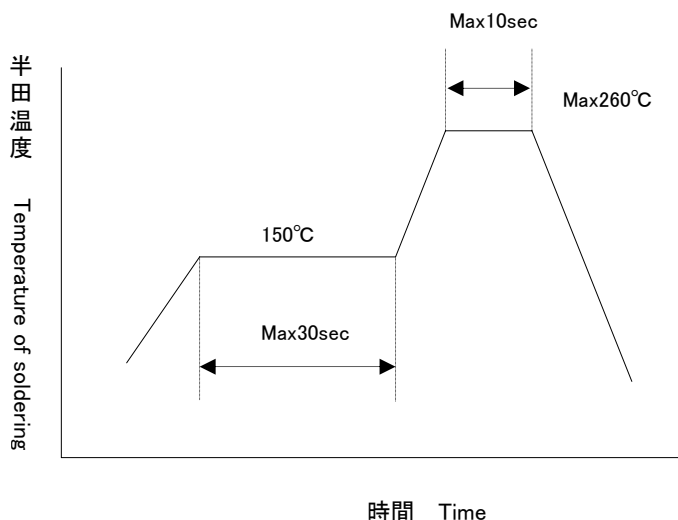 Max10sec
Max260℃
半田温度 Temperature of soldering
150℃
Max30sec
時間 Time